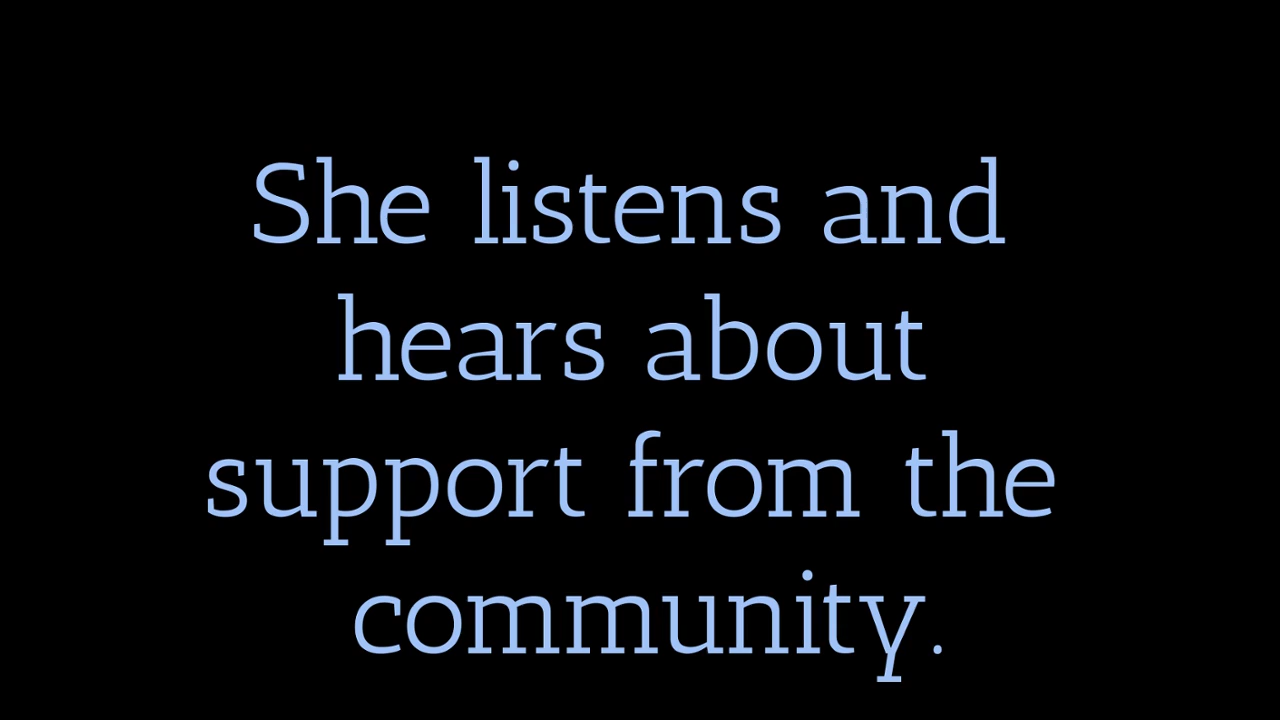 She listens and
hears about
support from the
community.